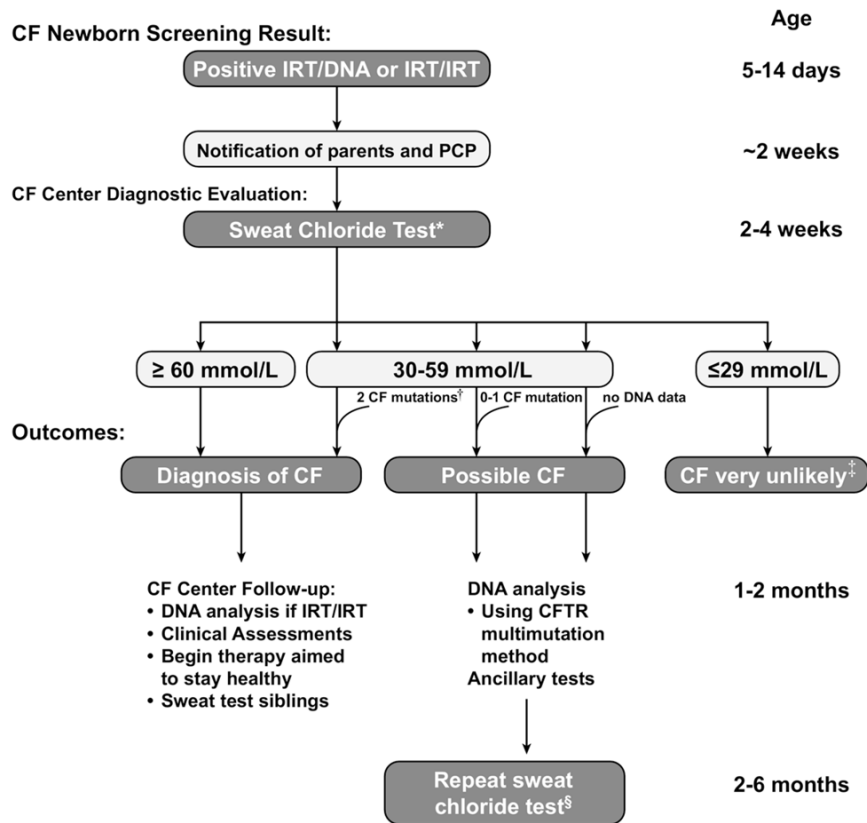 Age
CF Newborn Screening Result:
Positive IRT/DNA or IRT/IRT
5-14 days
Notification of parents and PCP
~2 weeks
CF Center Diagnostic Evaluation:
Sweat Chloride Test*
2-4 weeks
≥ 60 mmol/L
30-59 mmol/L
≤29 mmol/L
2 CF mutations†
0-1 CF mutation
no DNA data
Outcomes:
Diagnosis of CF
Possible CF
CF very unlikely‡
CF Center Follow-up:
• DNA analysis if IRT/IRT
• Clinical Assessments
• Begin therapy aimed
to stay healthy
• Sweat test siblings
DNA analysis
• Using CFTR
multimutation
method
Ancillary tests
1-2 months
Repeat sweat
chloride test§
2-6 months